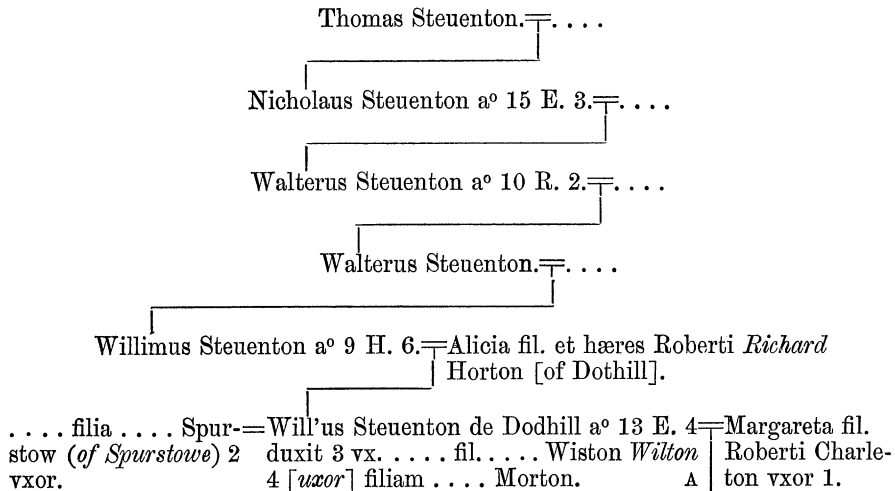 Thomas Steuenton.=. . . .
Nicholaus Steuenton aº 15 E. 3.=. . . .
Walterus Steuenton aº 10 R. 2.=. . . .
Walterus Steuenton.=. . . .
Willimus Steuenton aº 9 H. 6.=Alicia fil. et hæres Roberti Richard
Horton [of Dothill].
. . . . filia . . . . Spur-=Will'us Steuenton de Dodhill aº 13 E. 4=Margareta fil.
stow (of Spurstowe) 2 duxit 3 vx. . . . . fil. . . . . Wiston Wilton Roberti Charle-
vxor. 4 [uxor] filiam . . . . Morton. A ton vxor 1.